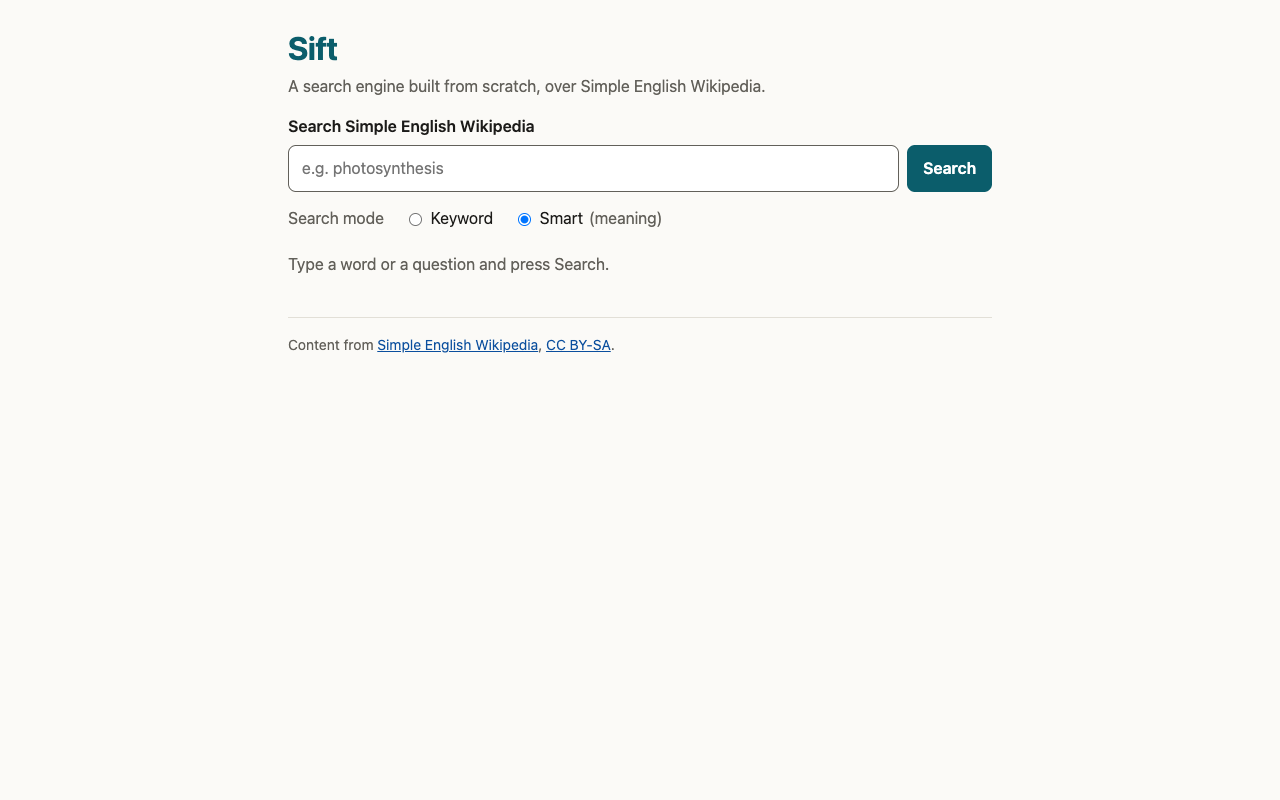 Sift
A search engine built from scratch, over Simple English Wikipedia.
Search Simple English Wikipedia
e.g. photosynthesis
Search
Search mode Keyword Smart (meaning)
Type a word or a question and press Search.
Content from Simple English Wikipedia, CC BY-SA.